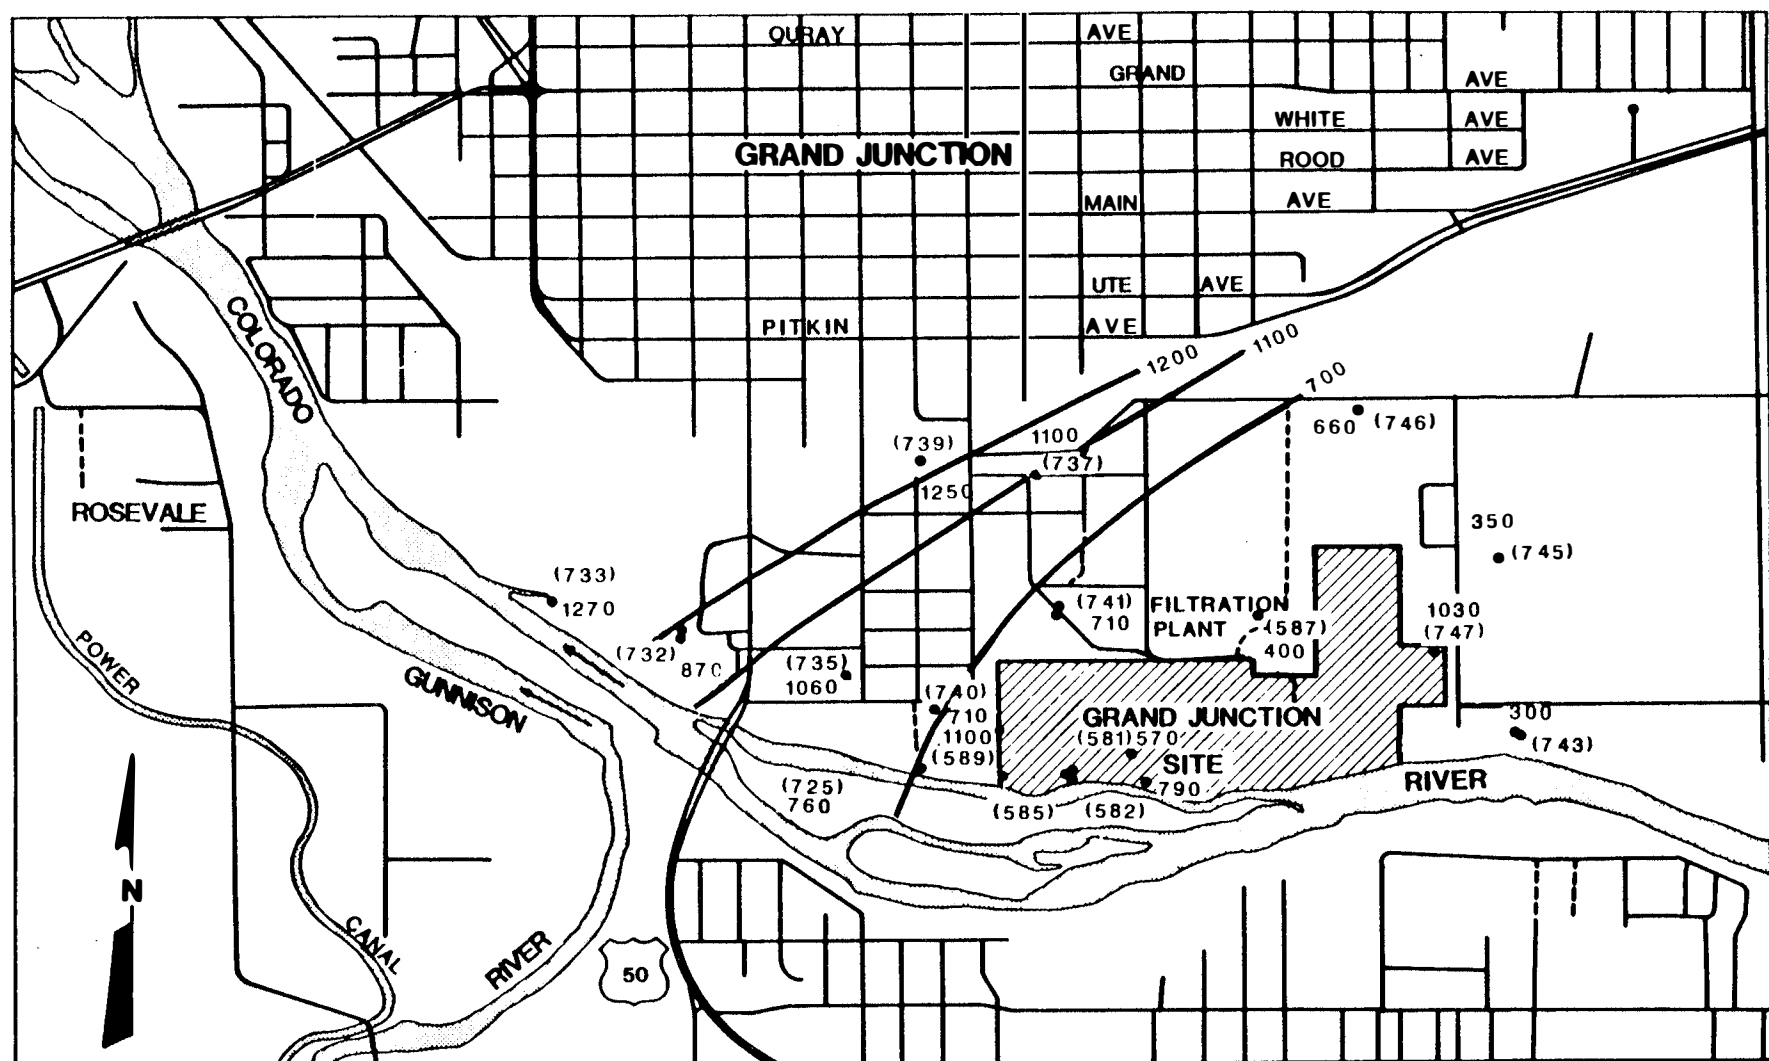 OURAY AVE
GRAND AVE
WHITE AVE
GRAND JUNCTION
ROOD AVE
MAIN AVE
UTE AVE
PITKIN AVE
COLORADO
1200
1100
700
660 (746)
(739)
1100
(737)
1250
ROSEVALE
350
(745)
(733)
1270
(741)
710
FILTRATION
PLANT
(587)
400
1030
(747)
(732)
870
(735)
1060
POWER
GUNNISON
(740)
710
1100
(589)
GRAND JUNCTION
SITE
(581) 570
790
300
(743)
RIVER
(725)
760
(585)
(582)
N
CANAL
RIVER
50